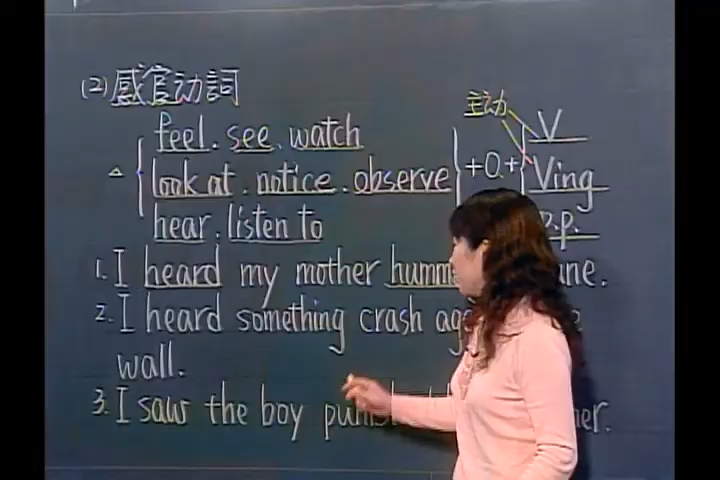 (2) 感官动詞
feel. see. watch
look at. notice. observe
hear. listen to
+O.+
主动
V
Ving
p.p.
1. I heard my mother
2. I heard something crash
wall.
3. I saw the boy